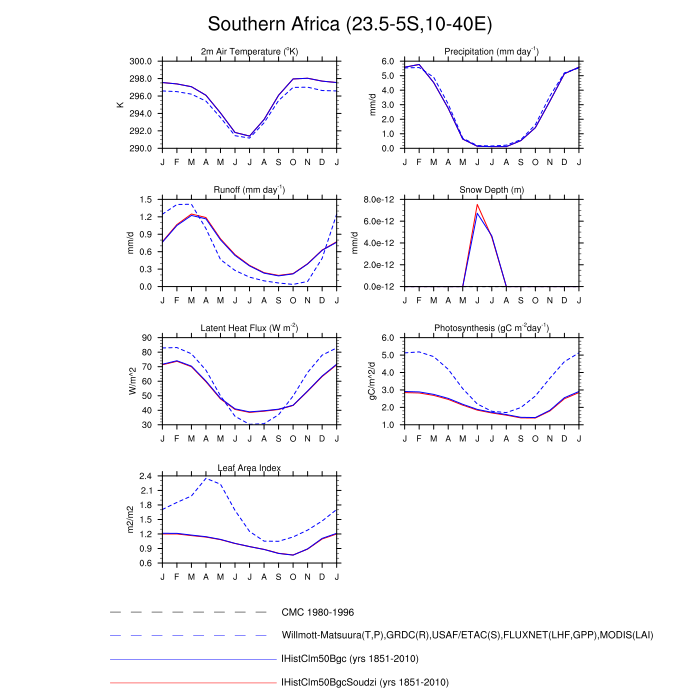 Southern Africa (23.5-5S,10-40E)
2m Air Temperature (°K)
300.0
298.0
296.0
294.0
292.0
290.0
K
J F M A M J J A S O N D J
Precipitation (mm day-1)
6.0
5.0
4.0
3.0
2.0
1.0
0.0
mm/d
J F M A M J J A S O N D J
Runoff (mm day-1)
1.5
1.2
0.9
0.6
0.3
0.0
mm/d
J F M A M J J A S O N D J
Snow Depth (m)
8.0e-12
6.0e-12
4.0e-12
2.0e-12
0.0e-12
mm/d
J F M A M J J A S O N D J
Latent Heat Flux (W m-2)
90
80
70
60
50
40
30
W/m^2
J F M A M J J A S O N D J
Photosynthesis (gC m-2day-1)
6.0
5.0
4.0
3.0
2.0
1.0
gC/m^2/d
J F M A M J J A S O N D J
Leaf Area Index
2.4
2.1
1.8
1.5
1.2
0.9
0.6
m2/m2
J F M A M J J A S O N D J
CMC 1980-1996
Willmott-Matsuura(T,P),GRDC(R),USAF/ETAC(S),FLUXNET(LHF,GPP),MODIS(LAI)
IHistClm50Bgc (yrs 1851-2010)
IHistClm50BgcSoudzi (yrs 1851-2010)